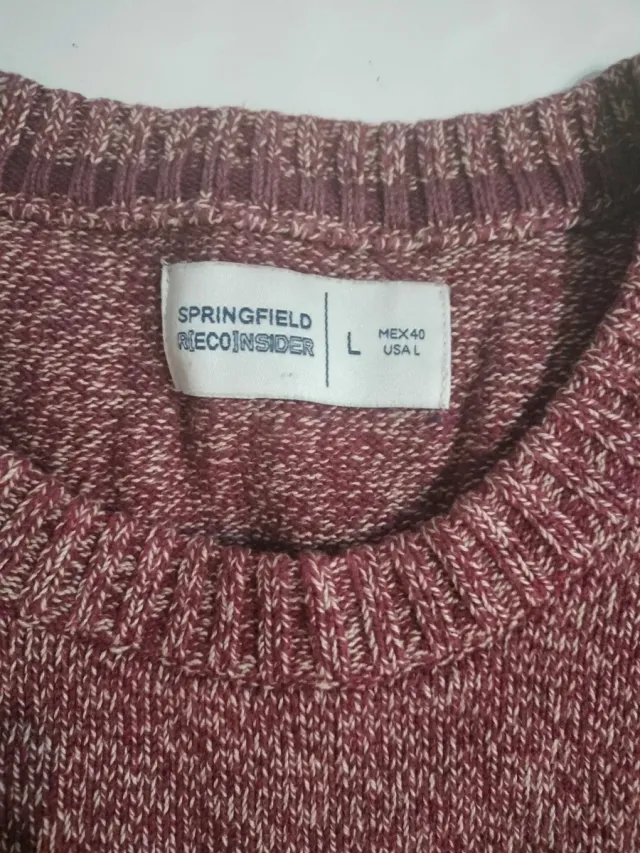 SPRINGFIELD
R[ECO]NSIDER
L
MEX40
USA L